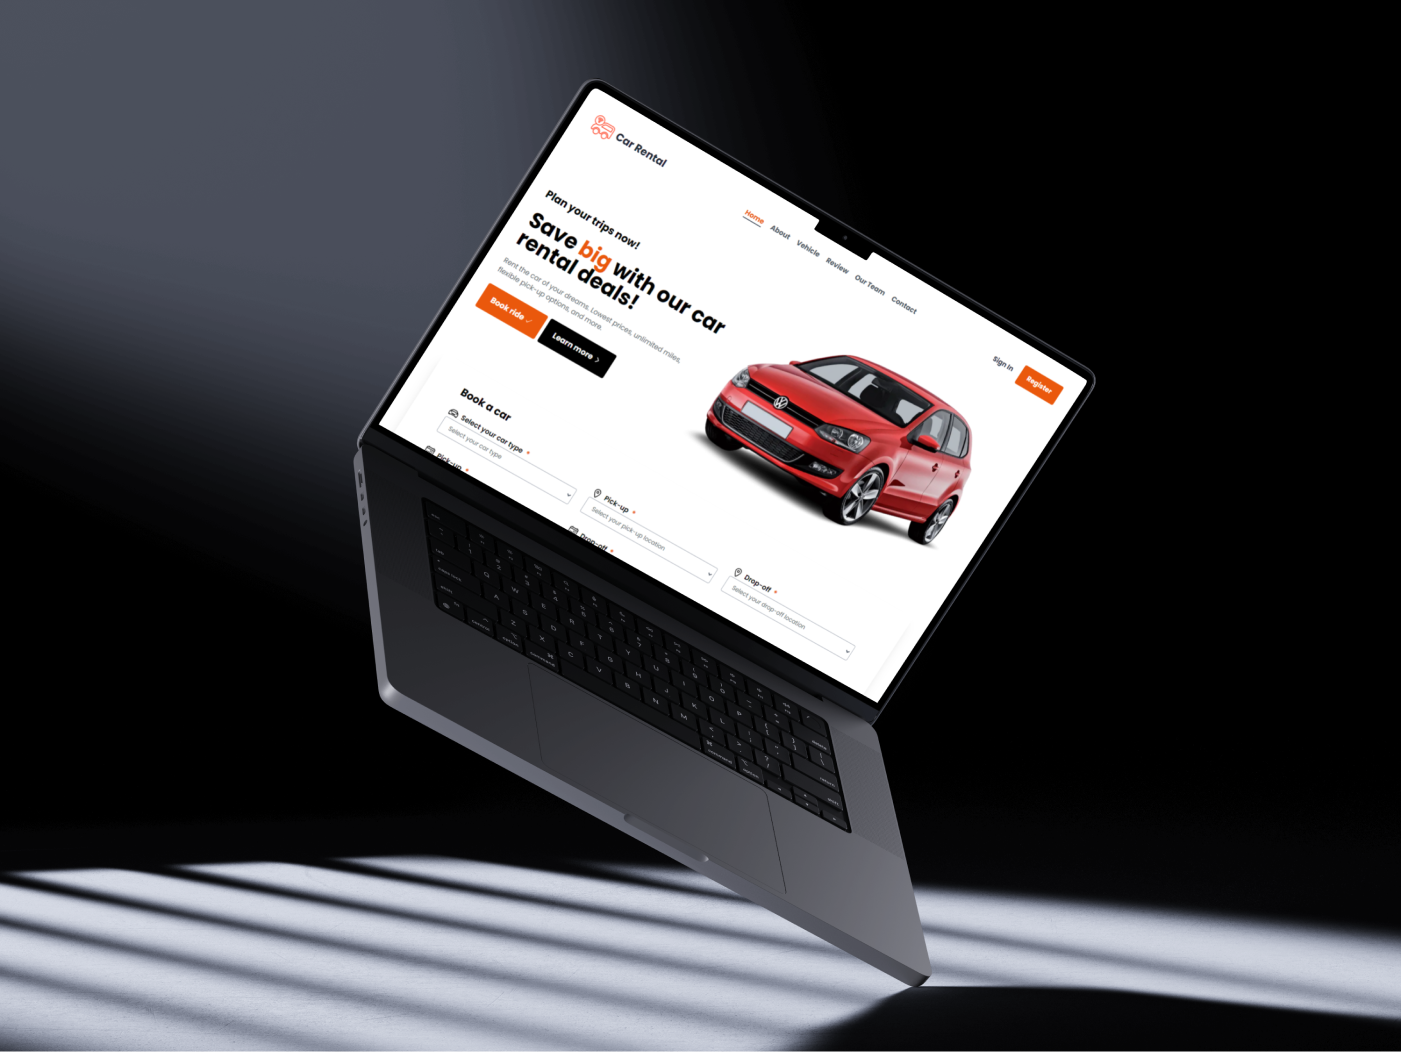 Car Rental
Home
About
Vehicle
Review
Our Team
Contact
Sign In
Register
Plan your trips now!
Save big with our car
rental deals!
Rent the car of your dreams. Lowest prices, unlimited miles,
flexible pick-up options, and more.
Book ride
Learn more
Book a car
Select your car type *
Select your car type
Pick-up *
Select your pick-up location
Drop-off *
Select your drop-off location
Pick-up *
Drop-off *